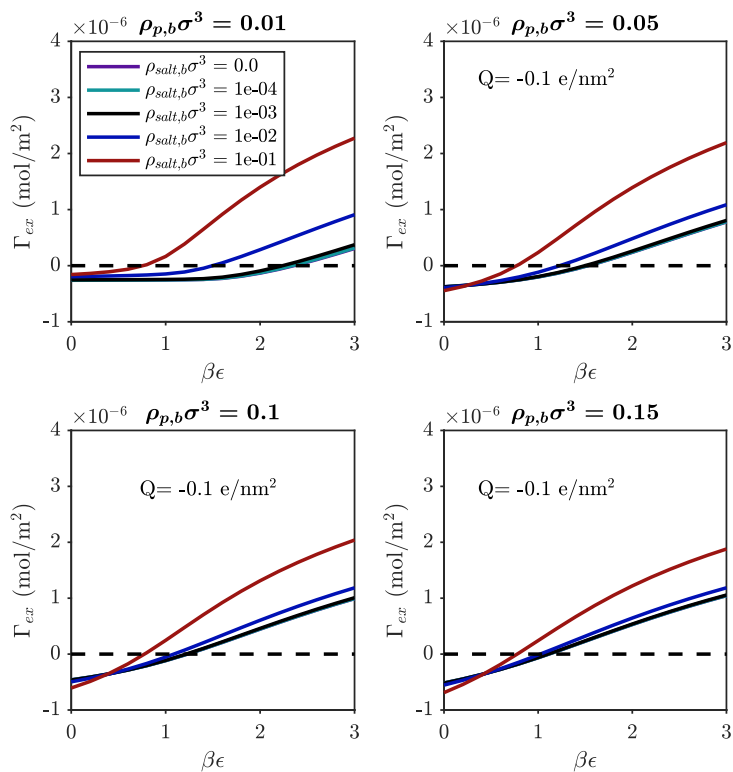 ×10⁻⁶
ρp,bσ³ = 0.01
4
3
2
1
0
-1
Γex (mol/m²)
ρsalt,bσ³ = 0.0
ρsalt,bσ³ = 1e-04
ρsalt,bσ³ = 1e-03
ρsalt,bσ³ = 1e-02
ρsalt,bσ³ = 1e-01
0 1 2 3
βϵ
×10⁻⁶
ρp,bσ³ = 0.05
4
3
2
1
0
-1
Γex (mol/m²)
Q= -0.1 e/nm²
0 1 2 3
βϵ
×10⁻⁶
ρp,bσ³ = 0.1
4
3
2
1
0
-1
Γex (mol/m²)
Q= -0.1 e/nm²
0 1 2 3
βϵ
×10⁻⁶
ρp,bσ³ = 0.15
4
3
2
1
0
-1
Γex (mol/m²)
Q= -0.1 e/nm²
0 1 2 3
βϵ